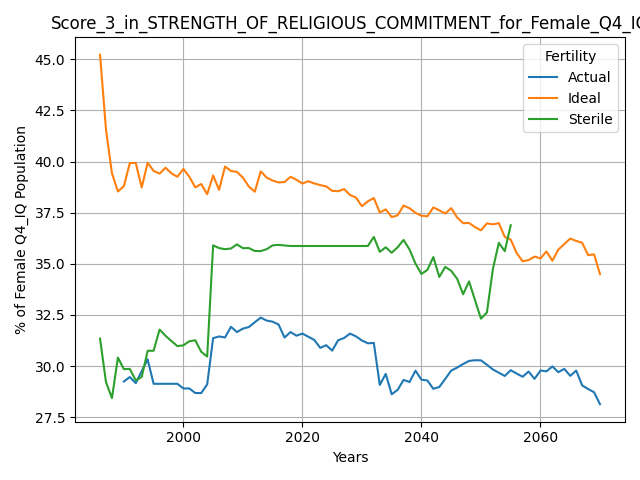 Score_3_in_STRENGTH_OF_RELIGIOUS_COMMITMENT_for_Female_Q4_IQ
Fertility
Actual
Ideal
Sterile
45.0
42.5
40.0
37.5
35.0
32.5
30.0
27.5
% of Female Q4_IQ Population
2000 2020 2040 2060
Years